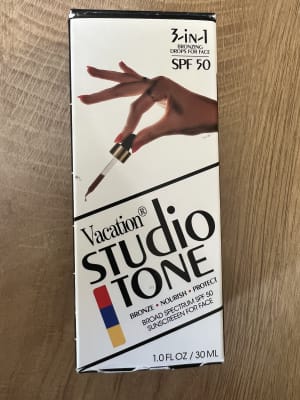 3-in-1
BRONZING
DROPS FOR FACE
SPF 50
Vacation®
STUdio
TONE
BRONZE • NOURISH • PROTECT
BROAD SPECTRUM SPF 50
SUNSCREEN FOR FACE
1.0 FL OZ / 30 ML